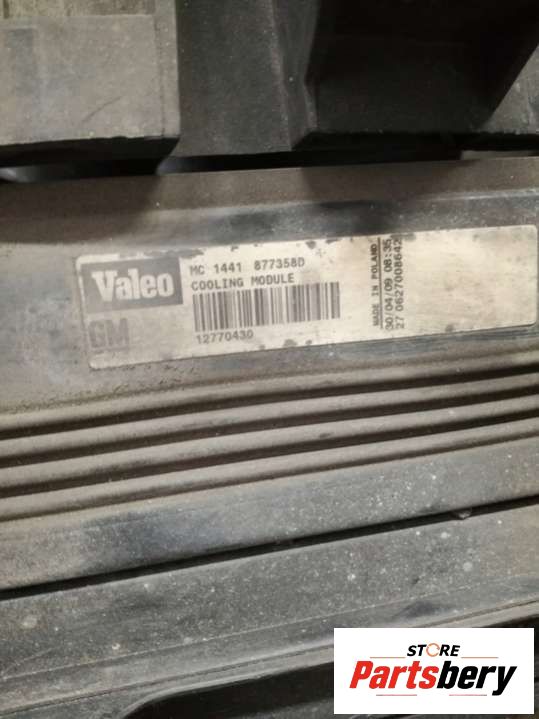 Valeo
MC 1441 877358D
COOLING MODULE
GM
12770430
MADE IN POLAND
30/04/09 08:35
27 0627008642
STORE
Partsbery